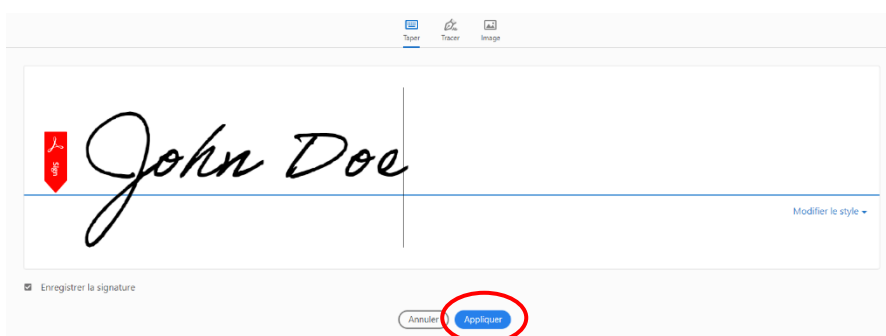 Taper Tracer Image
Sign
John Doe
Modifier le style
Enregistrer la signature
Annuler Appliquer